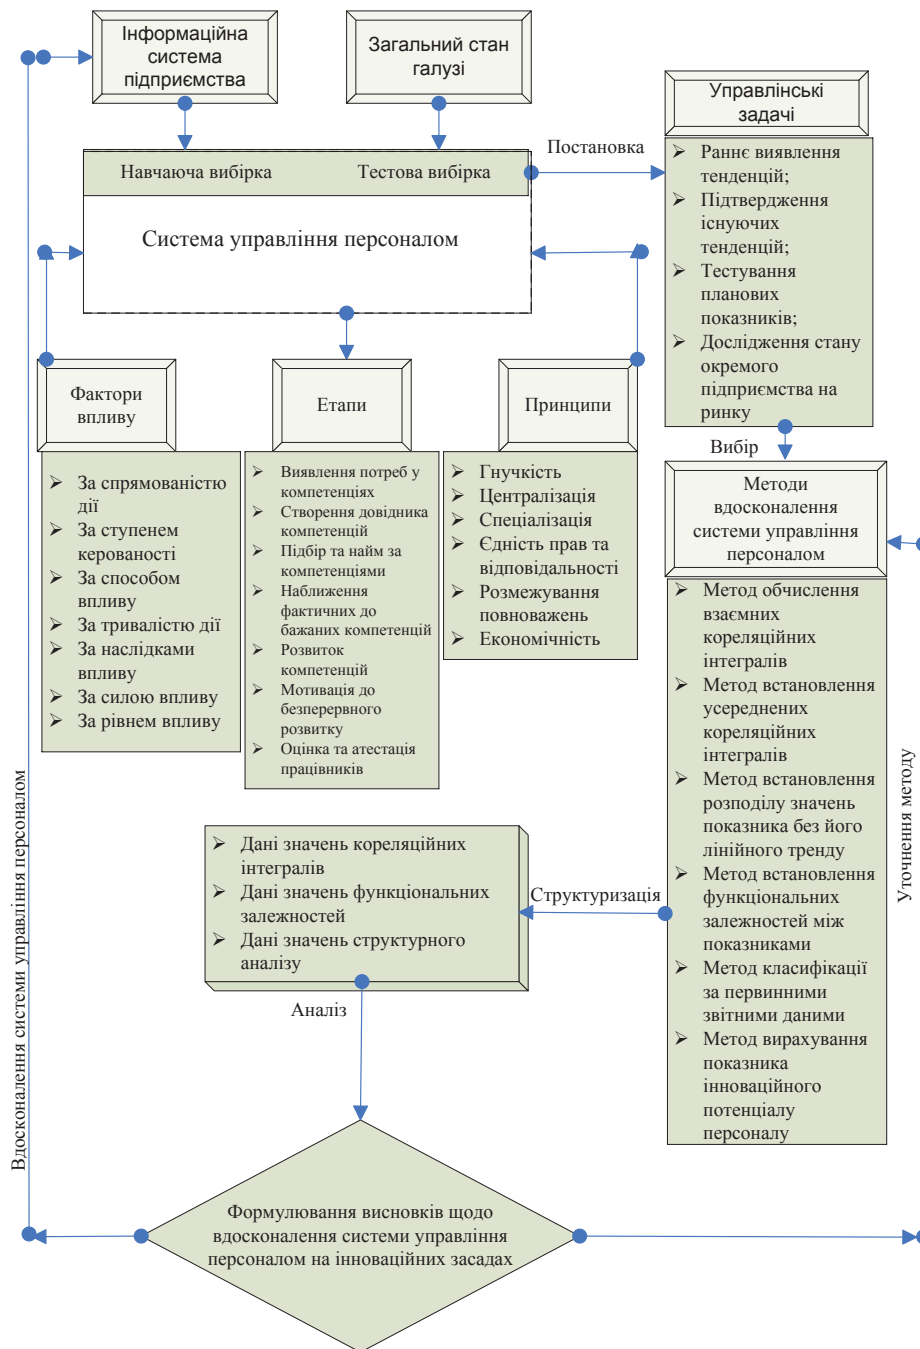 Інформаційна
система
підприємства
Загальний стан
галузі
Управлінські
задачі
Навчаюча вибірка
Тестова вибірка
Система управління персоналом
Постановка
Раннє виявлення
тенденцій;
Підтвердження
існуючих
тенденцій;
Тестування
планових
показників;
Дослідження стану
окремого
підприємства на
ринку
Фактори
впливу
Етапи
Принципи
Вибір
За спрямованістю
дії
За ступенем
керованості
За способом
впливу
За тривалістю дії
За наслідками
впливу
За силою впливу
За рівнем впливу
Виявлення потреб у
компетенціях
Створення довідника
компетенцій
Підбір та найм за
компетенціями
Наближення
фактичних до
бажаних компетенцій
Розвиток
компетенцій
Мотивація до
безперервного
розвитку
Оцінка та атестація
працівників
Гнучкість
Централізація
Спеціалізація
Єдність прав та
відповідальності
Розмежування
повноважень
Економічність
Методи
вдосконалення
системи управління
персоналом
Метод обчислення
взаємних
кореляційних
інтегралів
Метод встановлення
усереднених
кореляційних
інтегралів
Метод встановлення
розподілу значень
показника без його
лінійного тренду
Метод встановлення
функціональних
залежностей між
показниками
Метод класифікації
за первинними
звітними даними
Метод вирахування
показника
інноваційного
потенціалу
персоналу
Уточнення методу
Структуризація
Дані значень кореляційних
інтегралів
Дані значень функціональних
залежностей
Дані значень структурного
аналізу
Аналіз
Вдосконалення системи управління персоналом
Формулювання висновків щодо
вдосконалення системи управління
персоналом на інноваційних засадах